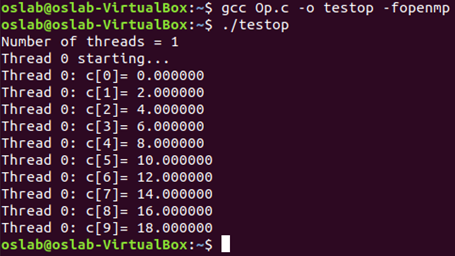 oslab@oslab-VirtualBox:~$ gcc Op.c -o testop -fopenmp
oslab@oslab-VirtualBox:~$ ./testop
Number of threads = 1
Thread 0 starting...
Thread 0: c[0]= 0.000000
Thread 0: c[1]= 2.000000
Thread 0: c[2]= 4.000000
Thread 0: c[3]= 6.000000
Thread 0: c[4]= 8.000000
Thread 0: c[5]= 10.000000
Thread 0: c[6]= 12.000000
Thread 0: c[7]= 14.000000
Thread 0: c[8]= 16.000000
Thread 0: c[9]= 18.000000
oslab@oslab-VirtualBox:~$